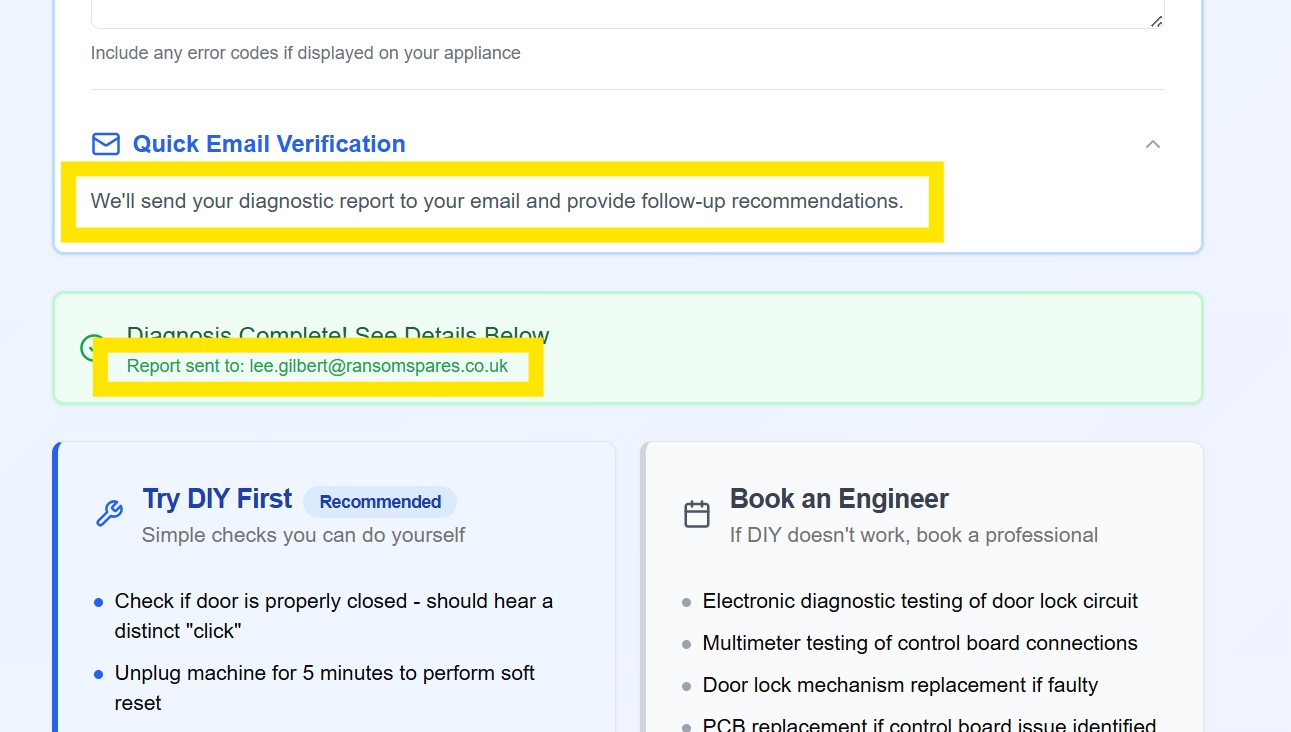 Include any error codes if displayed on your appliance
Quick Email Verification
We'll send your diagnostic report to your email and provide follow-up recommendations.
Diagnosis Complete! See Details Below
Report sent to: lee.gilbert@ransomspares.co.uk
Try DIY First Recommended
Simple checks you can do yourself
Check if door is properly closed - should hear a
distinct "click"
Unplug machine for 5 minutes to perform soft
reset
Book an Engineer
If DIY doesn't work, book a professional
Electronic diagnostic testing of door lock circuit
Multimeter testing of control board connections
Door lock mechanism replacement if faulty
PCB replacement if control board issue identified